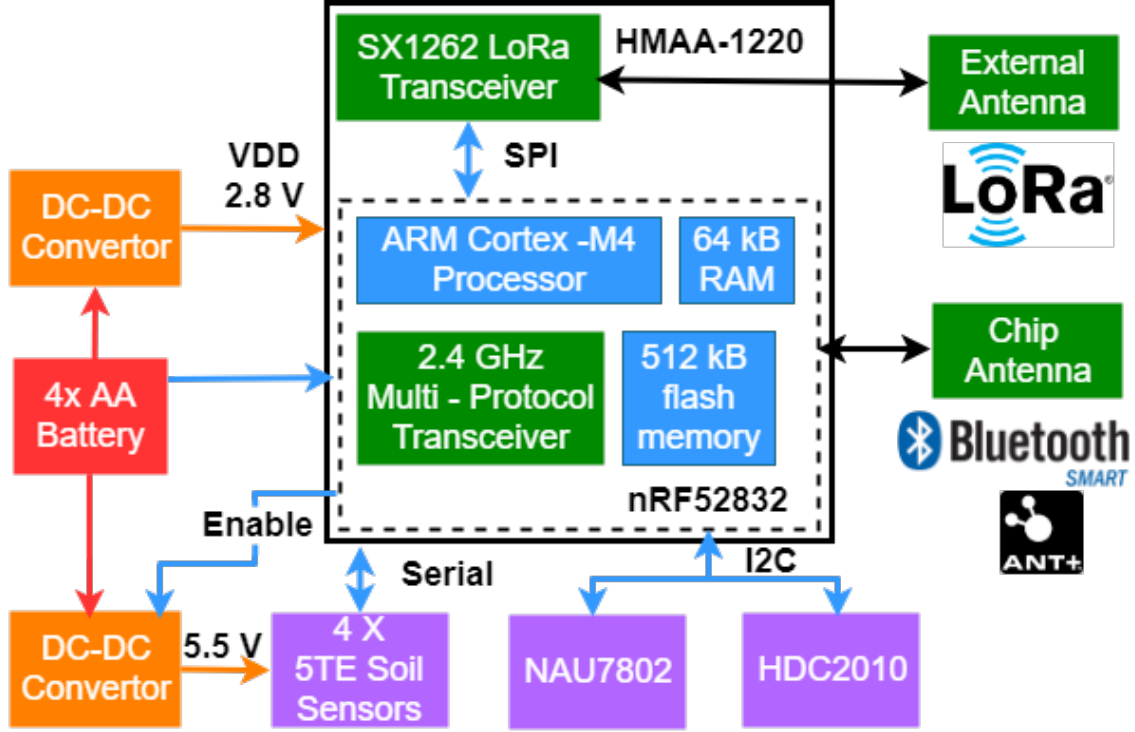 SX1262 LoRa
Transceiver
HMAA-1220
External
Antenna
LoRa®
SPI
VDD
2.8 V
DC-DC
Convertor
ARM Cortex -M4
Processor
64 kB
RAM
Chip
Antenna
2.4 GHz
Multi - Protocol
Transceiver
512 kB
flash
memory
4x AA
Battery
Bluetooth
SMART
nRF52832
ANT+
Enable
Serial
I2C
DC-DC
Convertor
5.5 V
4 X
5TE Soil
Sensors
NAU7802
HDC2010